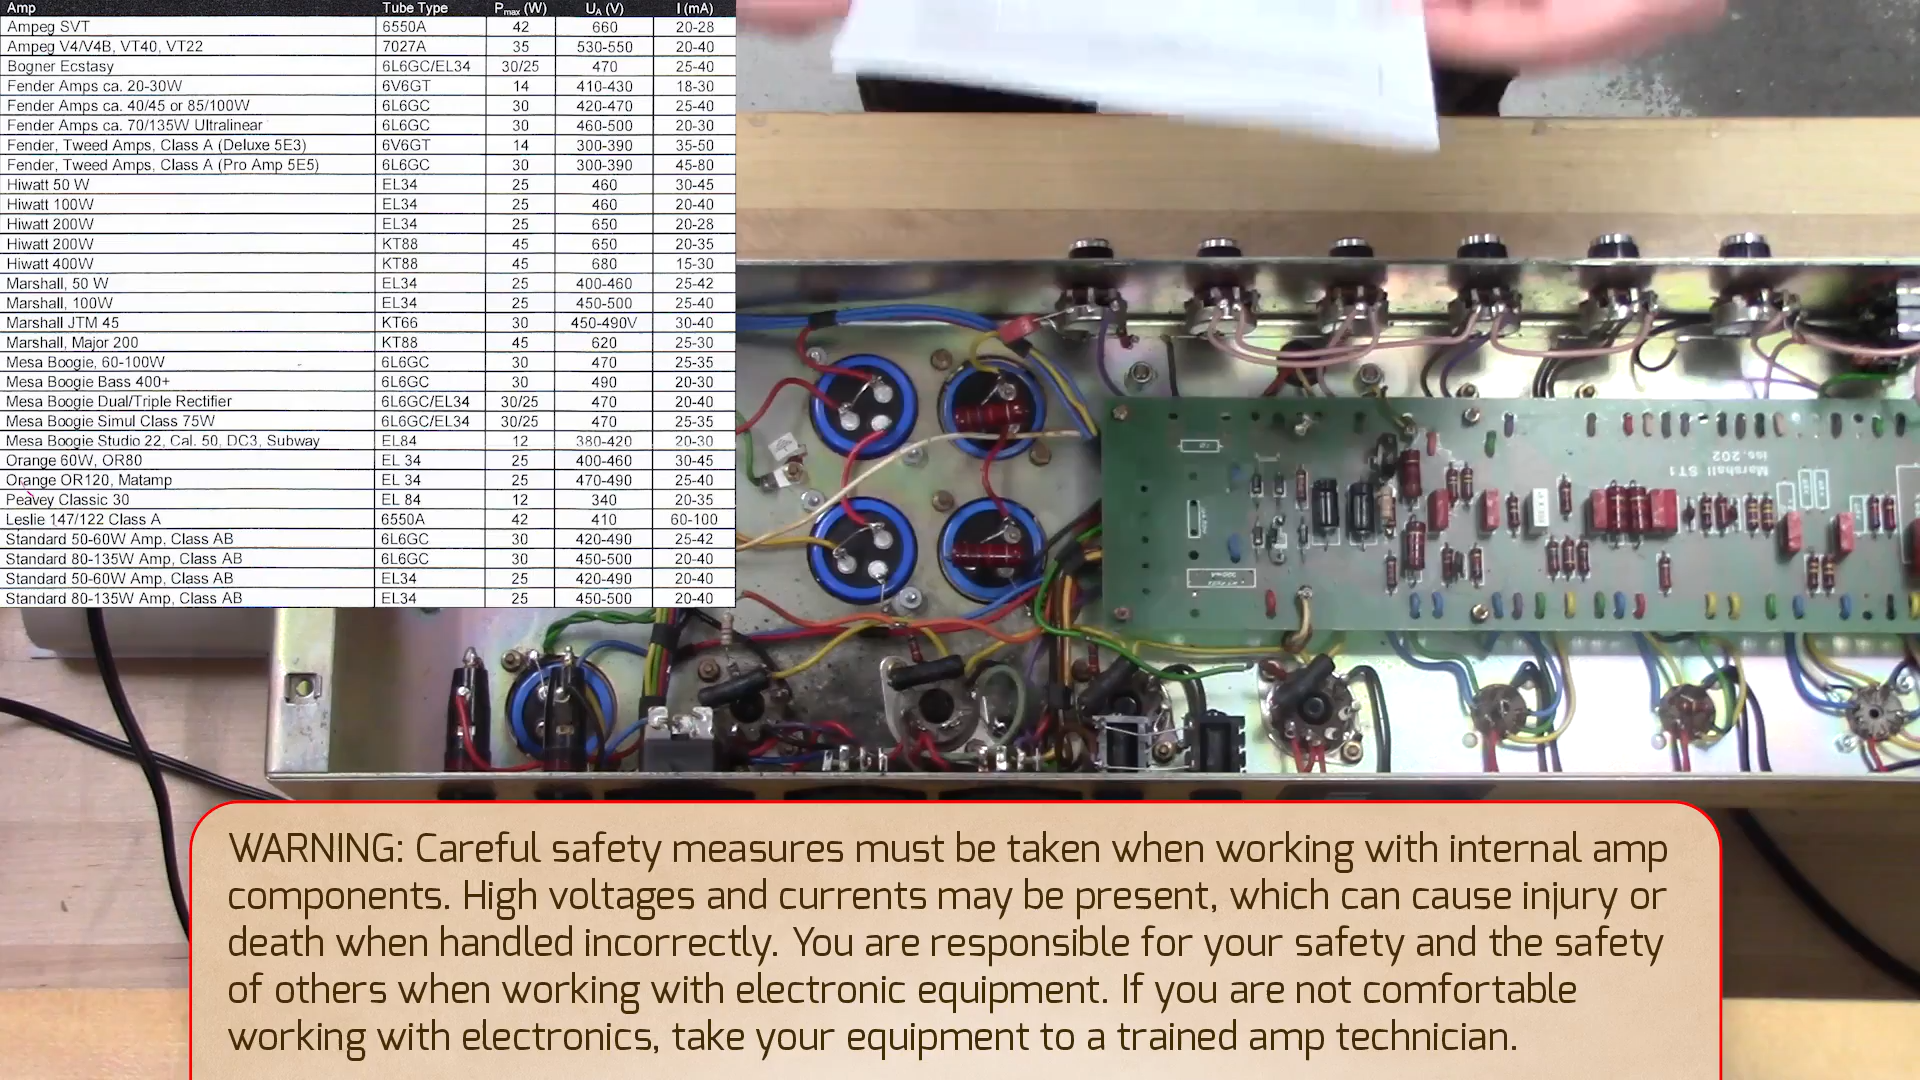 Amp Tube Type Pmax (W) UA (V) I (mA)
Ampeg SVT 6550A 42 660 20-28
Ampeg V4/V4B, VT40, VT22 7027A 35 530-550 20-40
Bogner Ecstasy 6L6GC/EL34 30/25 470 25-40
Fender Amps ca. 20-30W 6V6GT 14 410-430 18-30
Fender Amps ca. 40/45 or 85/100W 6L6GC 30 420-470 25-40
Fender Amps ca. 70/135W Ultralinear 6L6GC 30 460-500 20-30
Fender, Tweed Amps, Class A (Deluxe 5E3) 6V6GT 14 300-390 35-50
Fender, Tweed Amps, Class A (Pro Amp 5E5) 6L6GC 30 300-390 45-80
Hiwatt 50 W EL34 25 460 30-45
Hiwatt 100W EL34 25 460 20-40
Hiwatt 200W EL34 25 650 20-28
Hiwatt 200W KT88 45 650 20-35
Hiwatt 400W KT88 45 680 15-30
Marshall, 50 W EL34 25 400-460 25-42
Marshall, 100W EL34 25 450-500 25-40
Marshall JTM 45 KT66 30 450-490V 30-40
Marshall, Major 200 KT88 45 620 25-30
Mesa Boogie, 60-100W 6L6GC 30 470 25-35
Mesa Boogie Bass 400+ 6L6GC 30 490 20-30
Mesa Boogie Dual/Triple Rectifier 6L6GC/EL34 30/25 470 20-40
Mesa Boogie Simul Class 75W 6L6GC/EL34 30/25 470 25-35
Mesa Boogie Studio 22, Cal. 50, DC3, Subway EL84 12 380-420 20-30
Orange 60W, OR80 EL 34 25 400-460 30-45
Orange OR120, Matamp EL 34 25 470-490 25-40
Peavey Classic 30 EL 84 12 340 20-35
Leslie 147/122 Class A 6550A 42 410 60-100
Standard 50-60W Amp, Class AB 6L6GC 30 420-490 25-42
Standard 80-135W Amp, Class AB 6L6GC 30 450-500 20-40
Standard 50-60W Amp, Class AB EL34 25 420-490 20-40
Standard 80-135W Amp, Class AB EL34 25 450-500 20-40
Marshall ST1
iss.202
WARNING: Careful safety measures must be taken when working with internal amp
components. High voltages and currents may be present, which can cause injury or
death when handled incorrectly. You are responsible for your safety and the safety
of others when working with electronic equipment. If you are not comfortable
working with electronics, take your equipment to a trained amp technician.